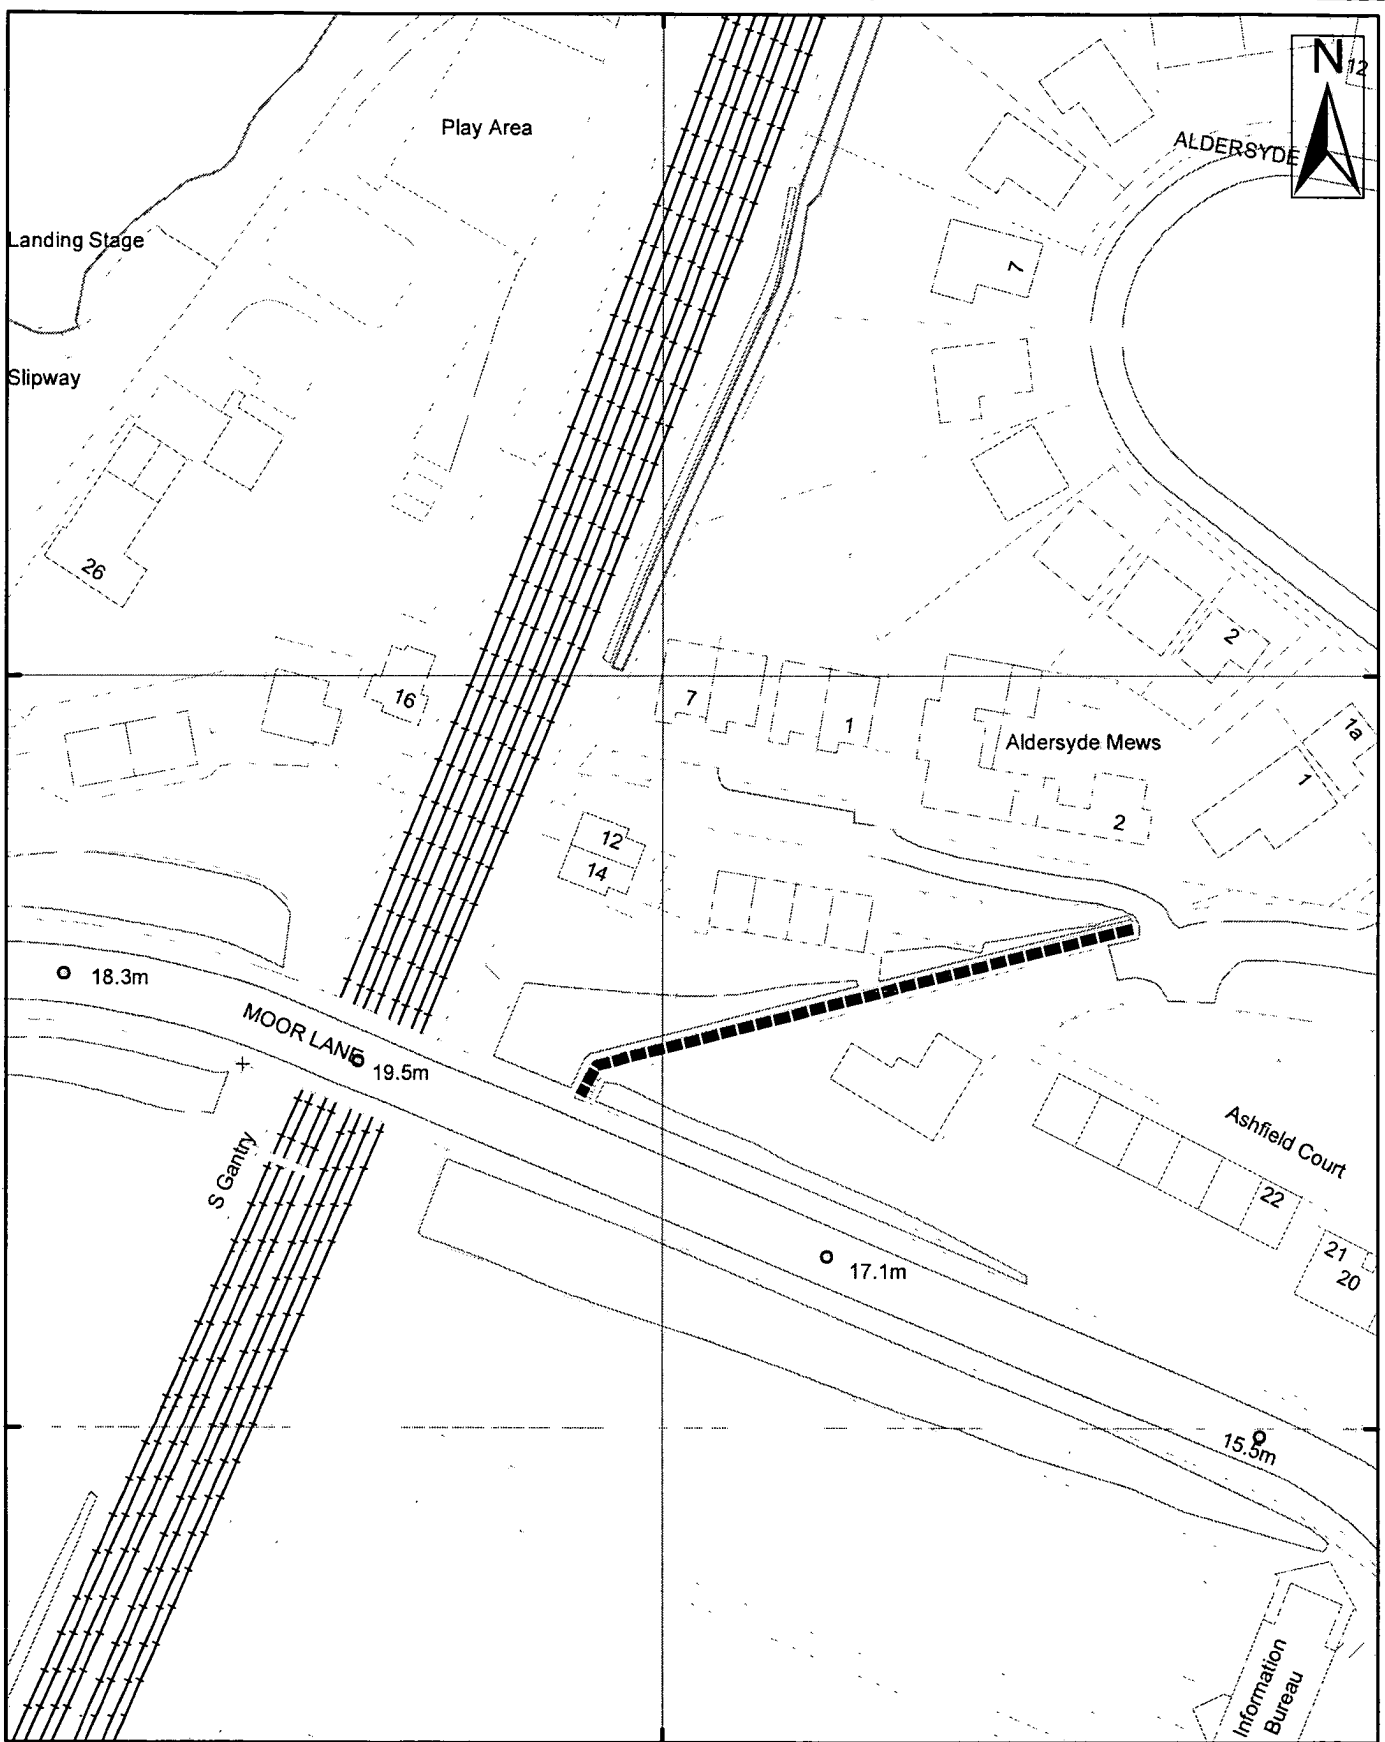 N
12
Play Area
ALDERSYDE
Landing Stage
7
Slipway
26
2
16
7
1
Aldersyde Mews
1a
1
2
12
14
18.3m
MOOR LANE
19.5m
Ashfield Court
S Gantry
22
21
20
17.1m
15.5m
Information
Bureau